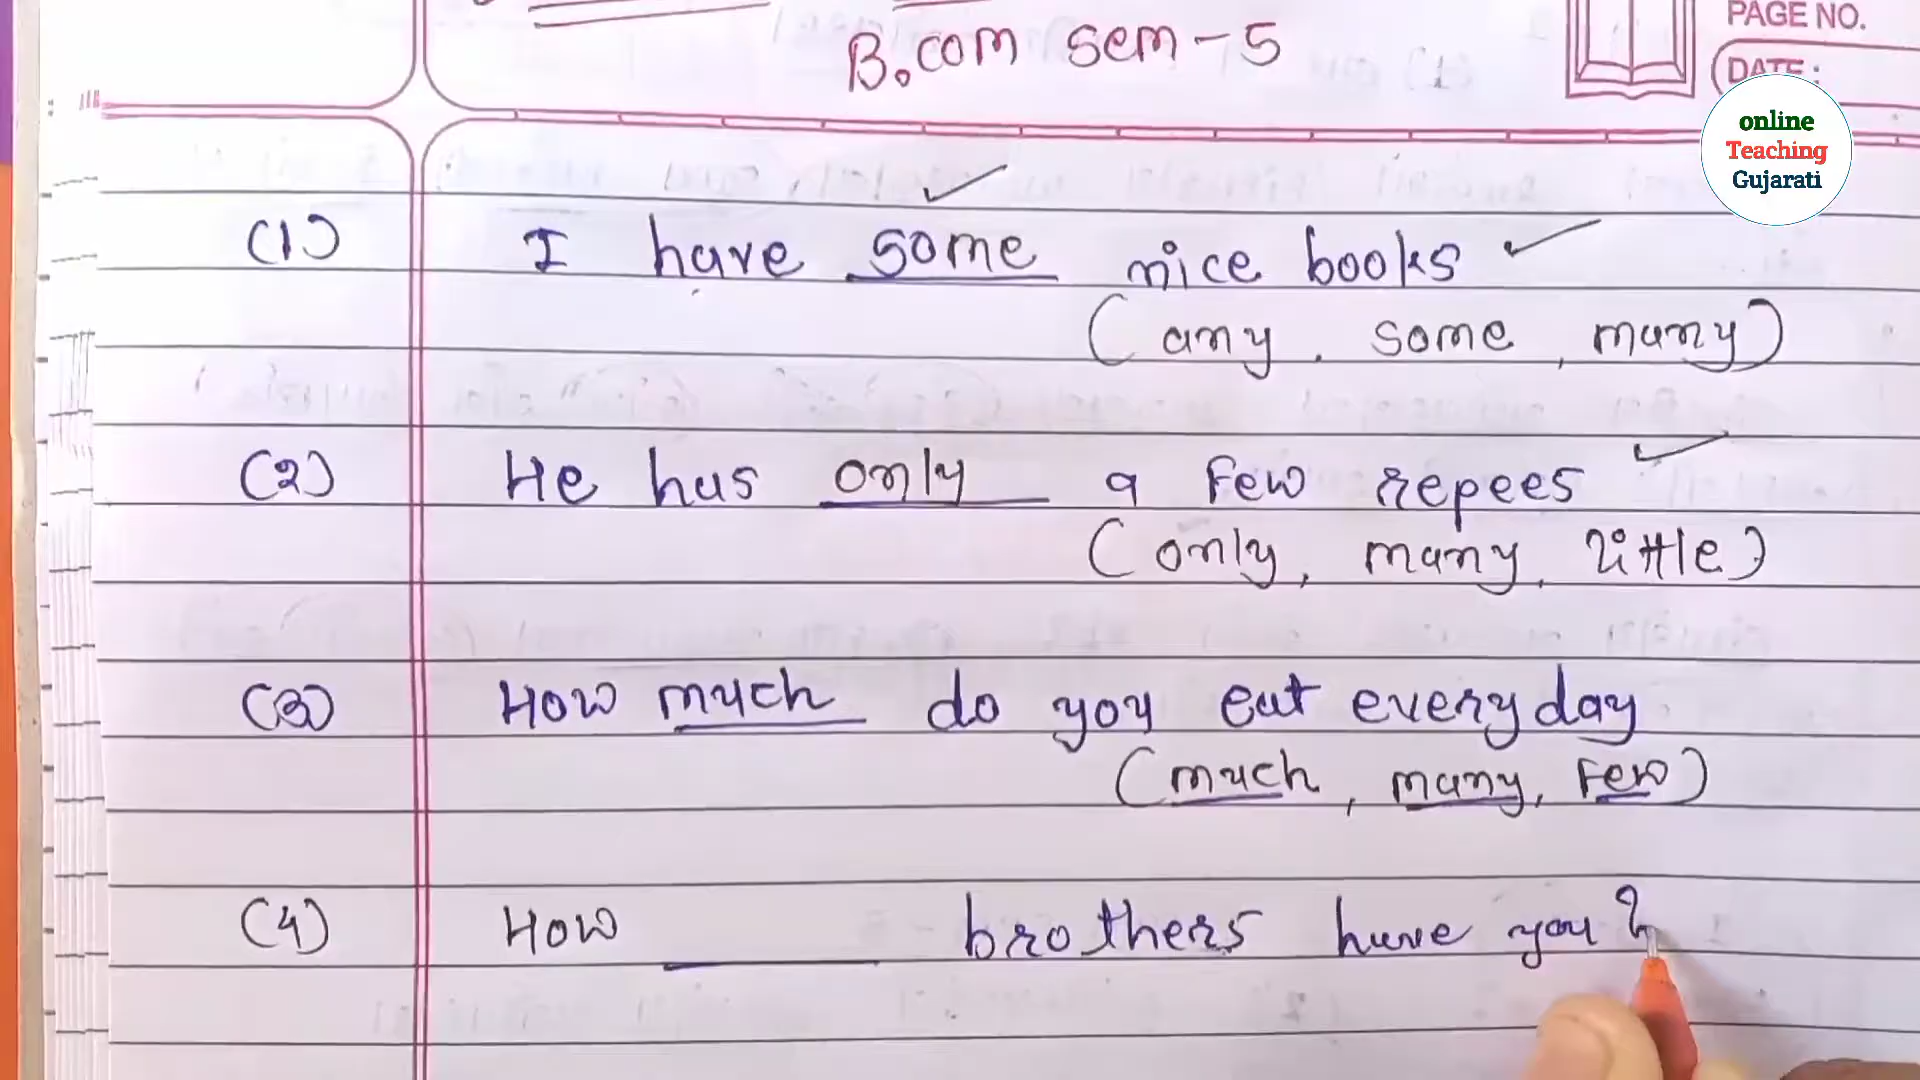 B.com sem-5
PAGE NO.
DATE:
online
Teaching
Gujarati
(1) I have some nice books
(any, some, many)
(2) He has only a few repees
(only, many, little)
(3) How much do you eat everyday
(much, many, few)
(4) How ____ brothers have you?